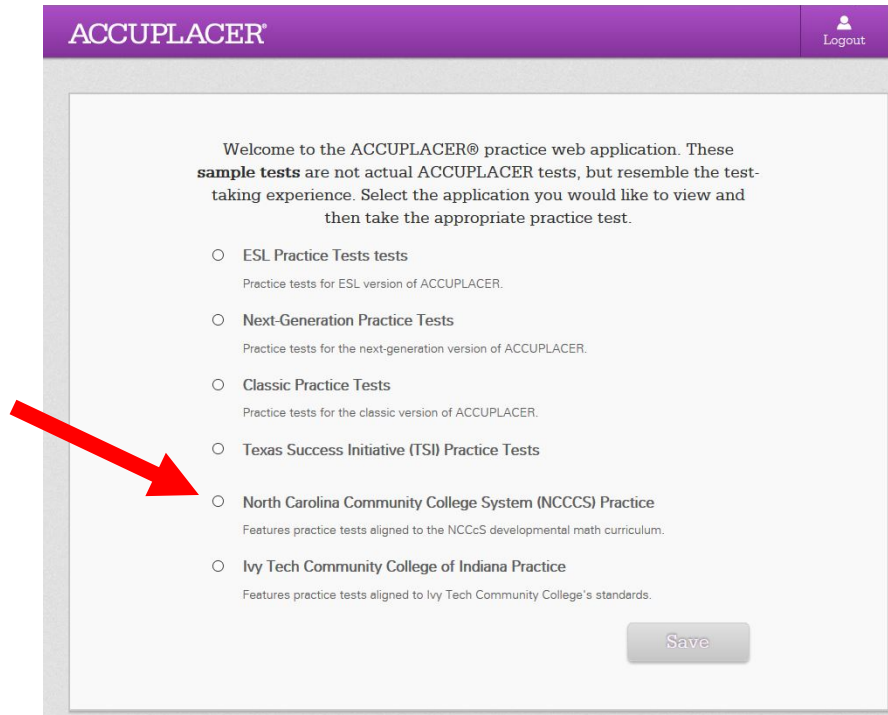 ACCUPLACER®
Logout
Welcome to the ACCUPLACER® practice web application. These
sample tests are not actual ACCUPLACER tests, but resemble the test-
taking experience. Select the application you would like to view and
then take the appropriate practice test.
ESL Practice Tests tests
Practice tests for ESL version of ACCUPLACER.
Next-Generation Practice Tests
Practice tests for the next-generation version of ACCUPLACER.
Classic Practice Tests
Practice tests for the classic version of ACCUPLACER.
Texas Success Initiative (TSI) Practice Tests
North Carolina Community College System (NCCCS) Practice
Features practice tests aligned to the NCCcS developmental math curriculum.
Ivy Tech Community College of Indiana Practice
Features practice tests aligned to Ivy Tech Community College's standards.
Save